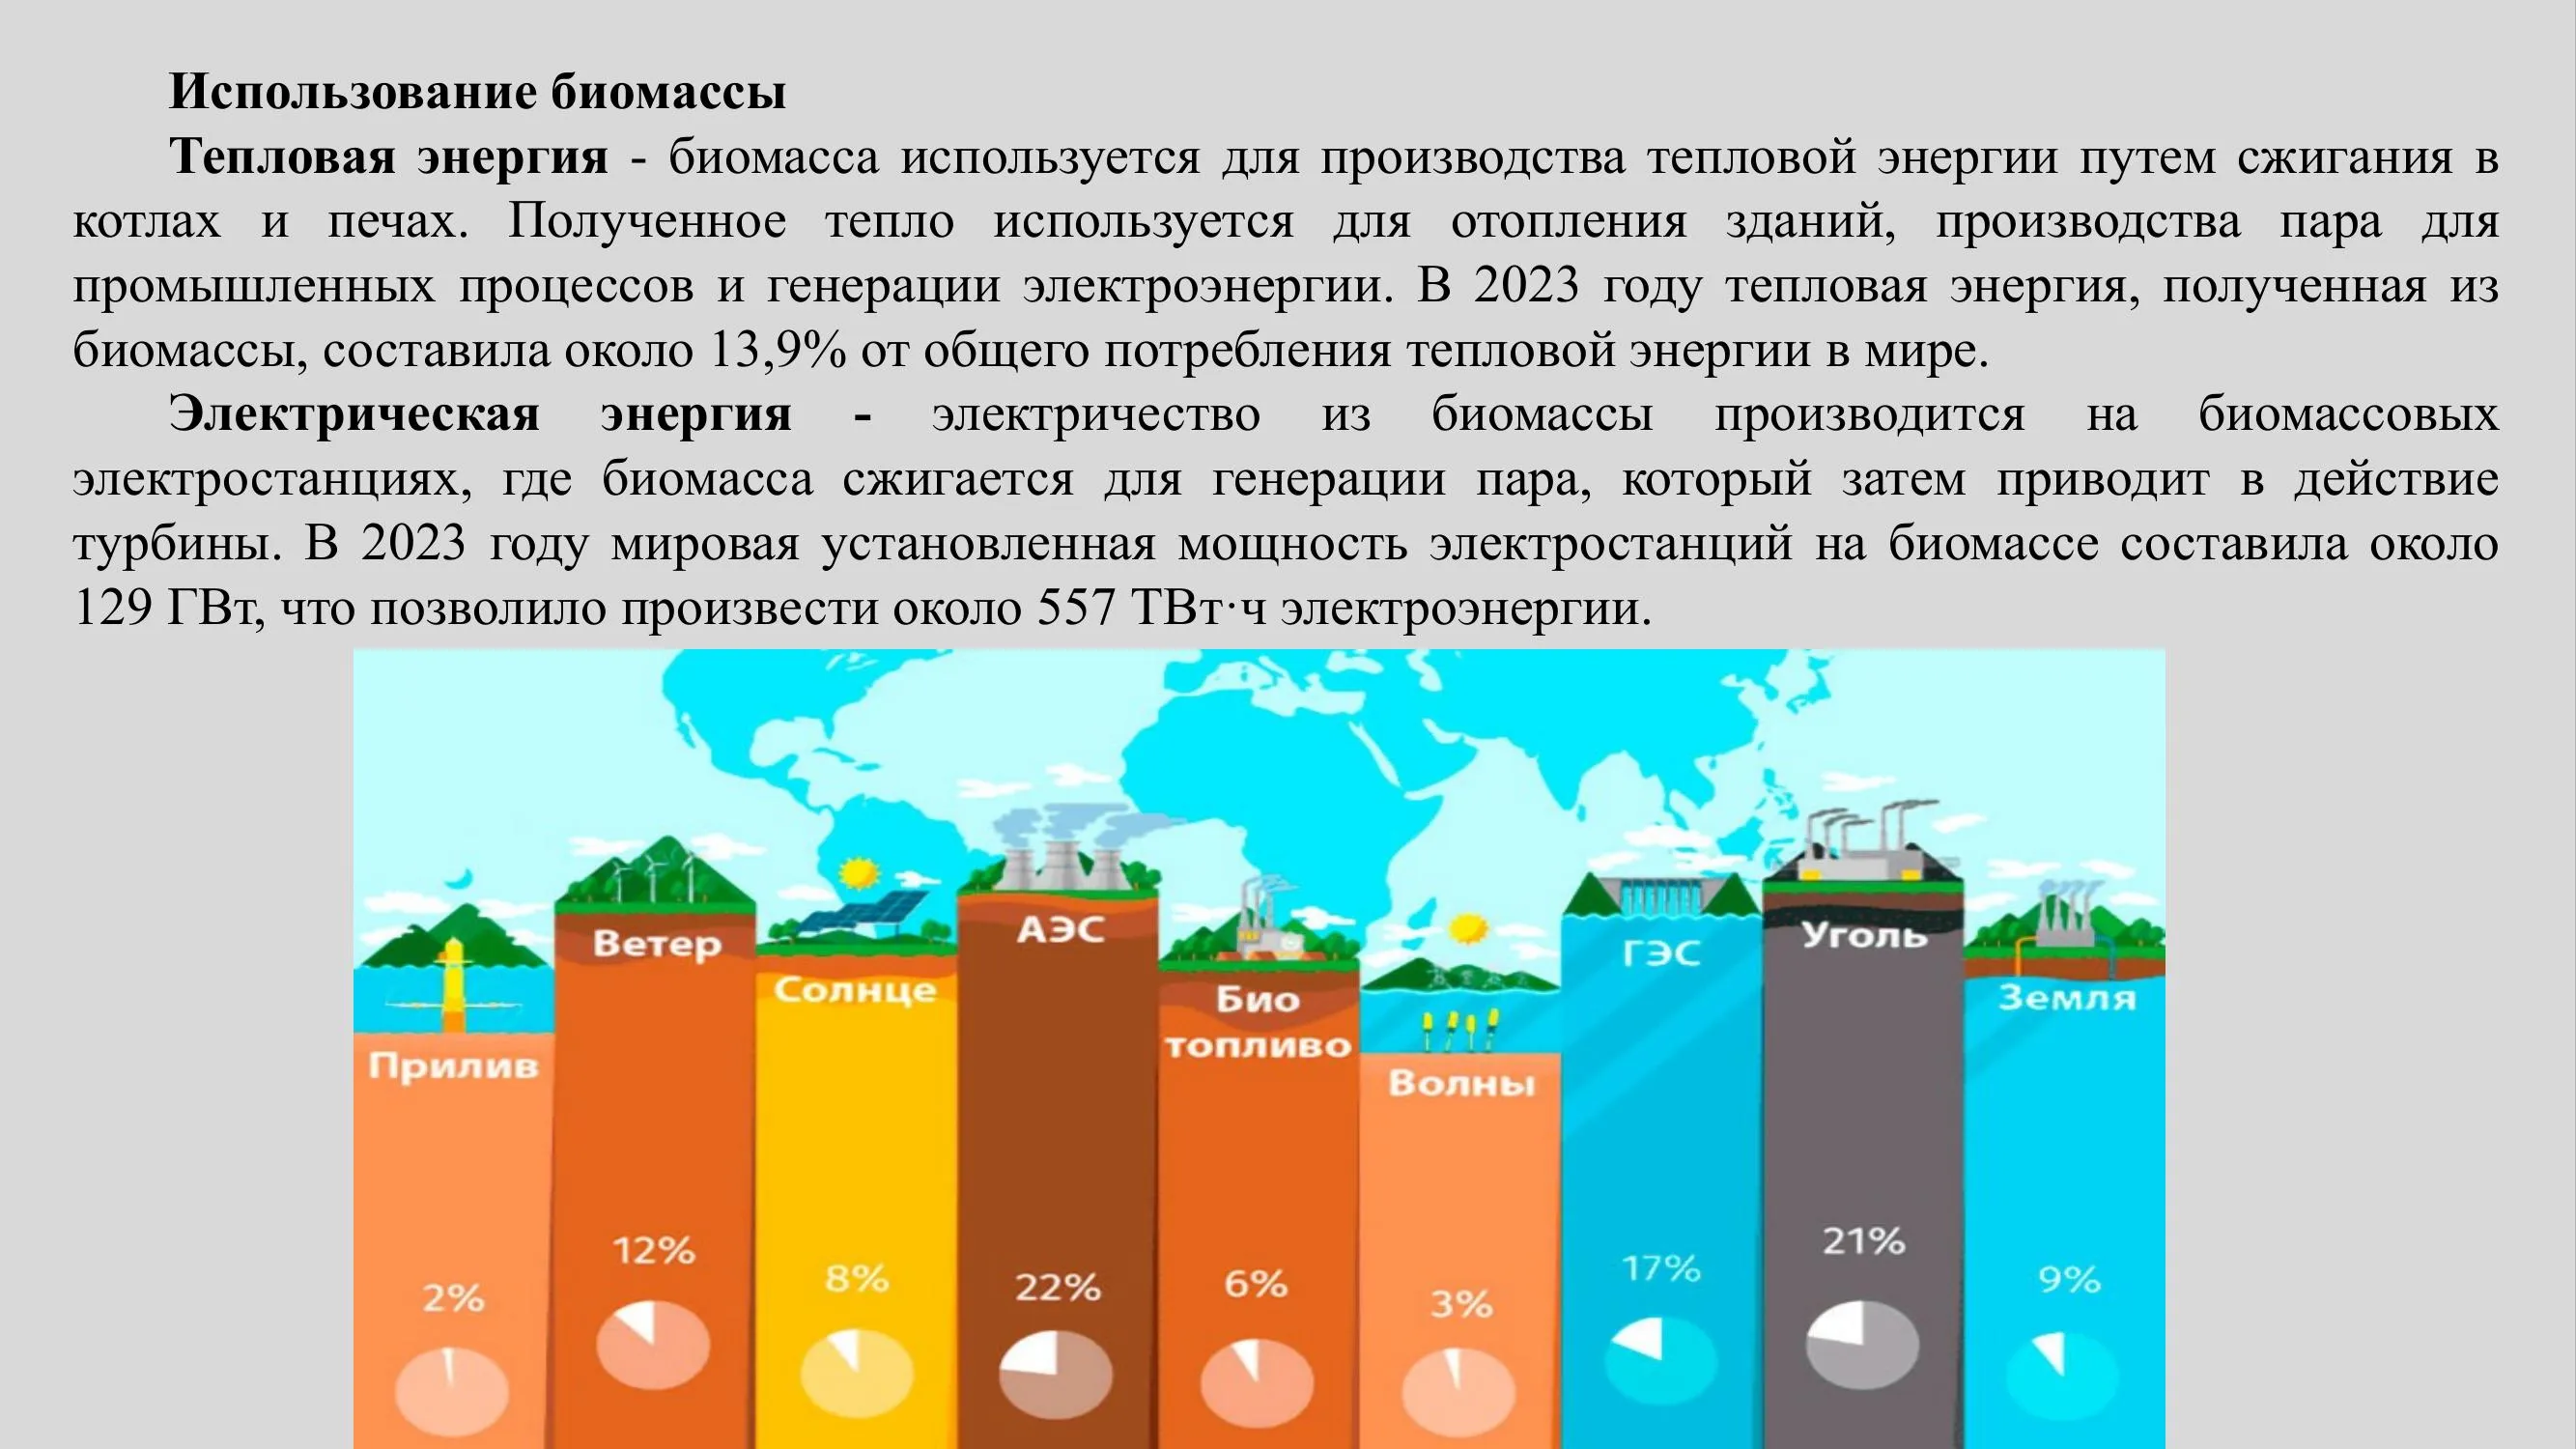 Использование биомассы
Тепловая энергия - биомасса используется для производства тепловой энергии путем сжигания в
котлах и печах. Полученное тепло используется для отопления зданий, производства пара для
промышленных процессов и генерации электроэнергии. В 2023 году тепловая энергия, полученная из
биомассы, составила около 13,9% от общего потребления тепловой энергии в мире.
Электрическая энергия - электричество из биомассы производится на биомассовых
электростанциях, где биомасса сжигается для генерации пара, который затем приводит в действие
турбины. В 2023 году мировая установленная мощность электростанций на биомассе составила около
129 ГВт, что позволило произвести около 557 ТВт·ч электроэнергии.
Прилив
2%
Ветер
12%
Солнце
8%
АЭС
22%
Био
топливо
6%
Волны
3%
ГЭС
17%
Уголь
21%
Земля
9%